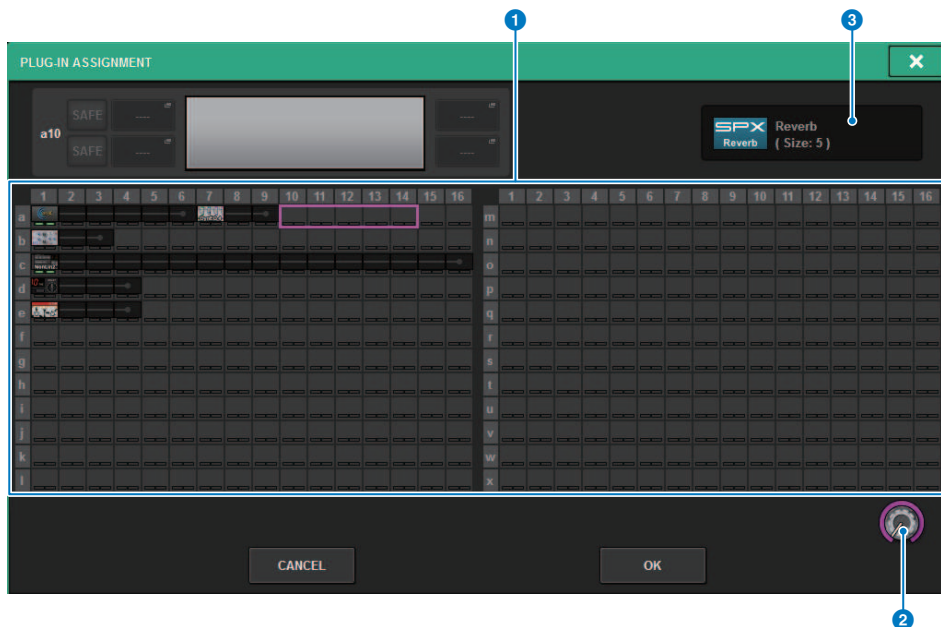 1
3
PLUG-IN ASSIGNMENT
SAFE ---- ----
a10
SAFE ---- ----
SPX Reverb
Reverb ( Size: 5 )
1 2 3 4 5 6 7 8 9 10 11 12 13 14 15 16 1 2 3 4 5 6 7 8 9 10 11 12 13 14 15 16
a m
b n
c o
d p
e q
f r
g s
h t
i u
j v
k w
l x
CANCEL OK
2